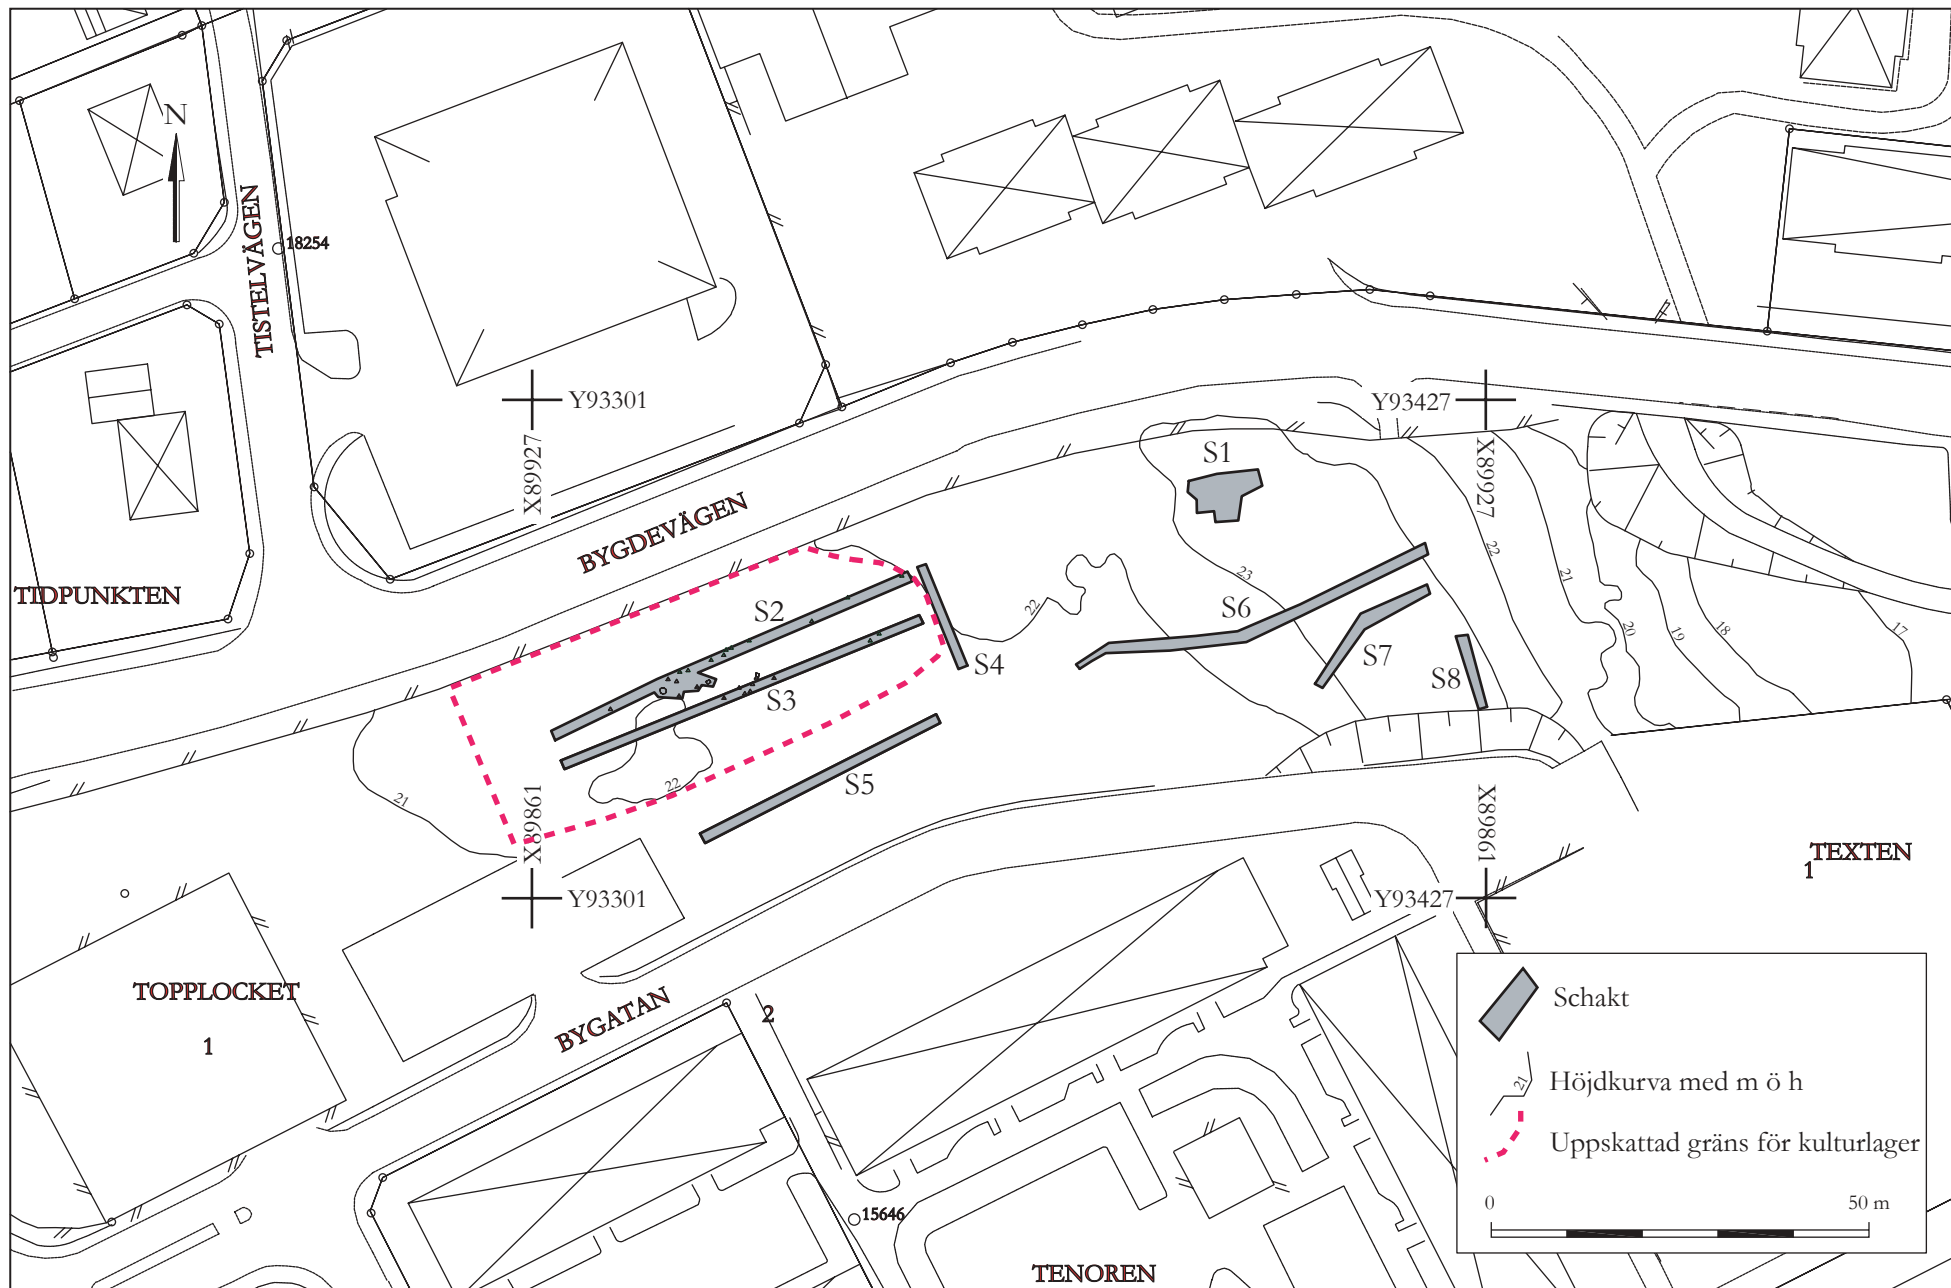 N
TISTELVÄGEN
18254
Y93301
X89927
Y93427
X89927
S1
BYGDEVÄGEN
TIDPUNKTEN
S2
S3
S4
S5
S6
S7
S8
23
22
22
21
20
19
18
17
21
22
X89861
Y93301
X89861
Y93427
TEXTEN
1
TOPPLOCKET
1
BYGATAN
2
15646
TENOREN
Schakt
21
Höjdkurva med m ö h
Uppskattad gräns för kulturlager
0 50 m